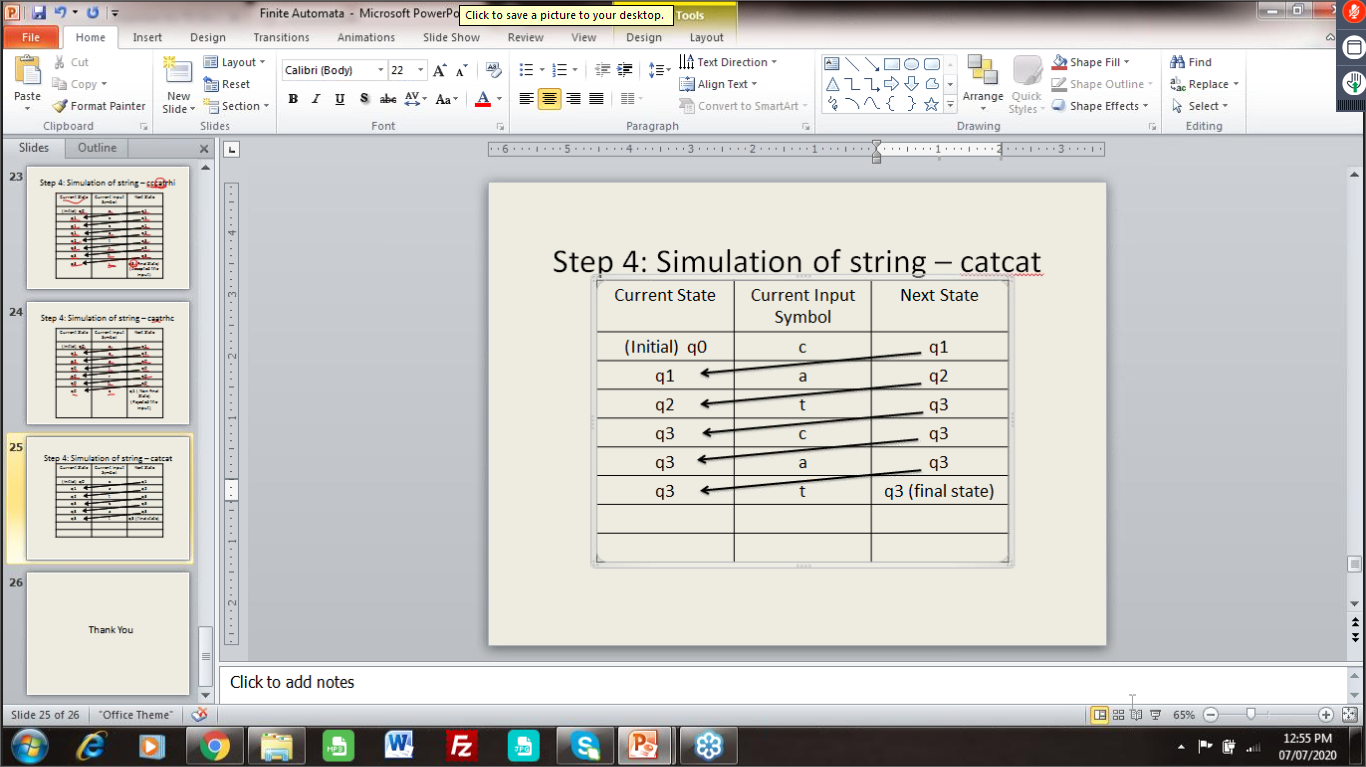 Finite Automata - Microsoft PowerPo
Click to save a picture to your desktop.
Tools
File Home Insert Design Transitions Animations Slide Show Review View Design Layout
Paste
Cut
Copy
Format Painter
Clipboard
New
Slide
Layout
Reset
Section
Slides
Calibri (Body) 22
B I U S abc AV Aa A
Font
Text Direction
Align Text
Convert to SmartArt
Paragraph
Arrange
Quick
Styles
Shape Fill
Shape Outline
Shape Effects
Drawing
Find
Replace
Select
Editing
Slides Outline
23
Step 4: Simulation of string –
24
Step 4: Simulation of string – caatrhc
25
Step 4: Simulation of string – catcat
26
Thank You
Step 4: Simulation of string – catcat
Current State Current Input Symbol Next State
(Initial) q0 c q1
q1 a q2
q2 t q3
q3 c q3
q3 a q3
q3 t q3 (final state)
Click to add notes
Slide 25 of 26 "Office Theme" 65%
12:55 PM
07/07/2020